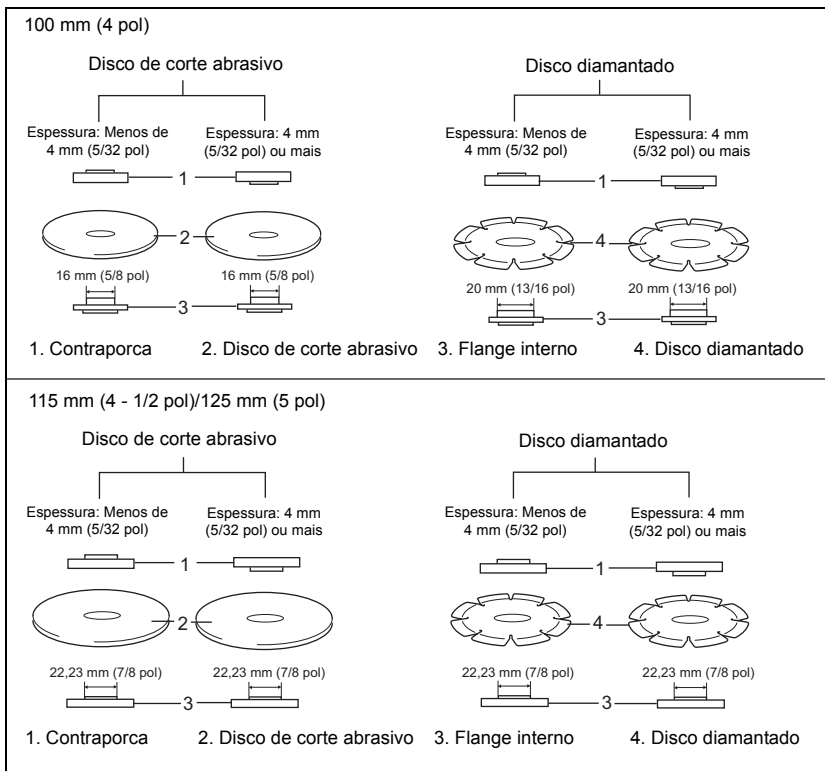 100 mm (4 pol)
Disco de corte abrasivo
Disco diamantado
Espessura: Menos de
4 mm (5/32 pol)
Espessura: 4 mm
(5/32 pol) ou mais
Espessura: Menos de
4 mm (5/32 pol)
Espessura: 4 mm
(5/32 pol) ou mais
1
1
2
4
16 mm (5/8 pol)
16 mm (5/8 pol)
20 mm (13/16 pol)
20 mm (13/16 pol)
3
3
1. Contraporca
2. Disco de corte abrasivo
3. Flange interno
4. Disco diamantado
115 mm (4 - 1/2 pol)/125 mm (5 pol)
Disco de corte abrasivo
Disco diamantado
Espessura: Menos de
4 mm (5/32 pol)
Espessura: 4 mm
(5/32 pol) ou mais
Espessura: Menos de
4 mm (5/32 pol)
Espessura: 4 mm
(5/32 pol) ou mais
1
1
2
4
22,23 mm (7/8 pol)
22,23 mm (7/8 pol)
22,23 mm (7/8 pol)
22,23 mm (7/8 pol)
3
3
1. Contraporca
2. Disco de corte abrasivo
3. Flange interno
4. Disco diamantado